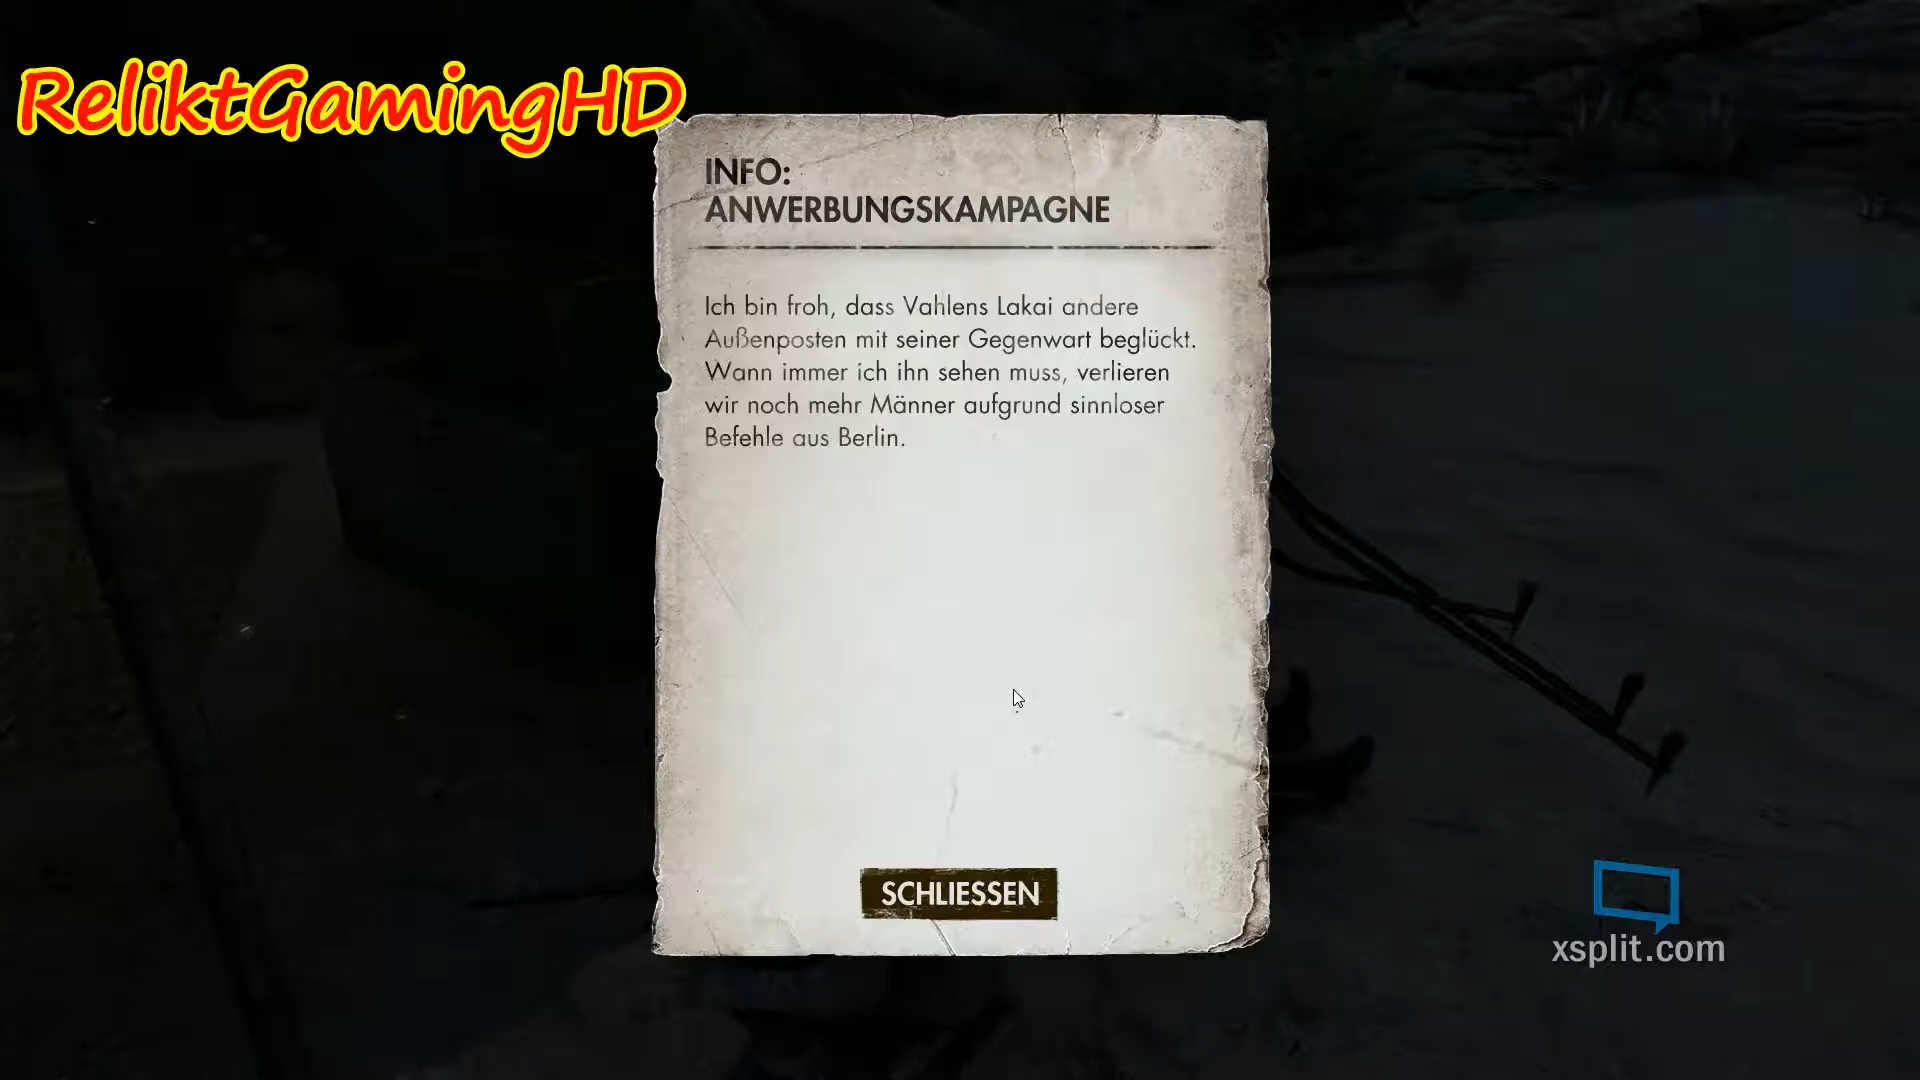 ReliktGamingHD
INFO:
ANWERBUNGSKAMPAGNE
Ich bin froh, dass Vahlens Lakai andere
Außenposten mit seiner Gegenwart beglückt.
Wann immer ich ihn sehen muss, verlieren
wir noch mehr Männer aufgrund sinnloser
Befehle aus Berlin.
SCHLIESSEN
xsplit.com